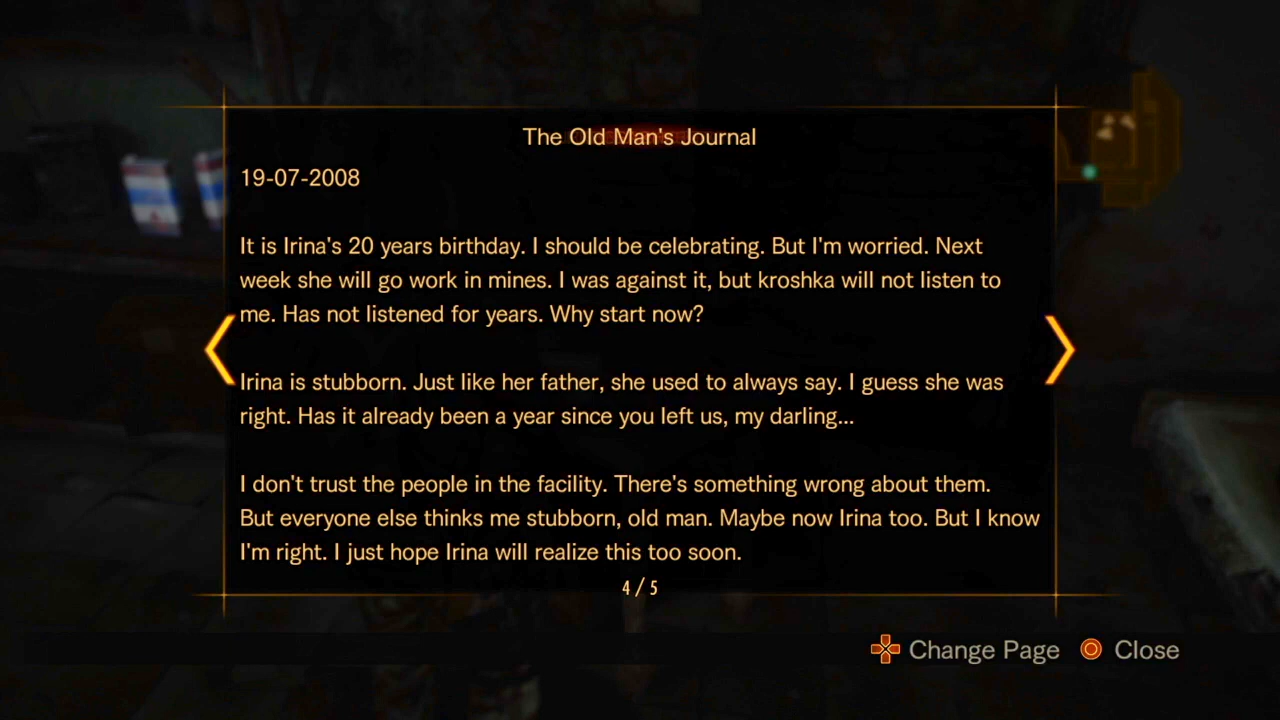 The Old Man's Journal
19-07-2008
It is Irina's 20 years birthday. I should be celebrating. But I'm worried. Next
week she will go work in mines. I was against it, but kroshka will not listen to
me. Has not listened for years. Why start now?
Irina is stubborn. Just like her father, she used to always say. I guess she was
right. Has it already been a year since you left us, my darling...
I don't trust the people in the facility. There's something wrong about them.
But everyone else thinks me stubborn, old man. Maybe now Irina too. But I know
I'm right. I just hope Irina will realize this too soon.
4 / 5
Change Page Close